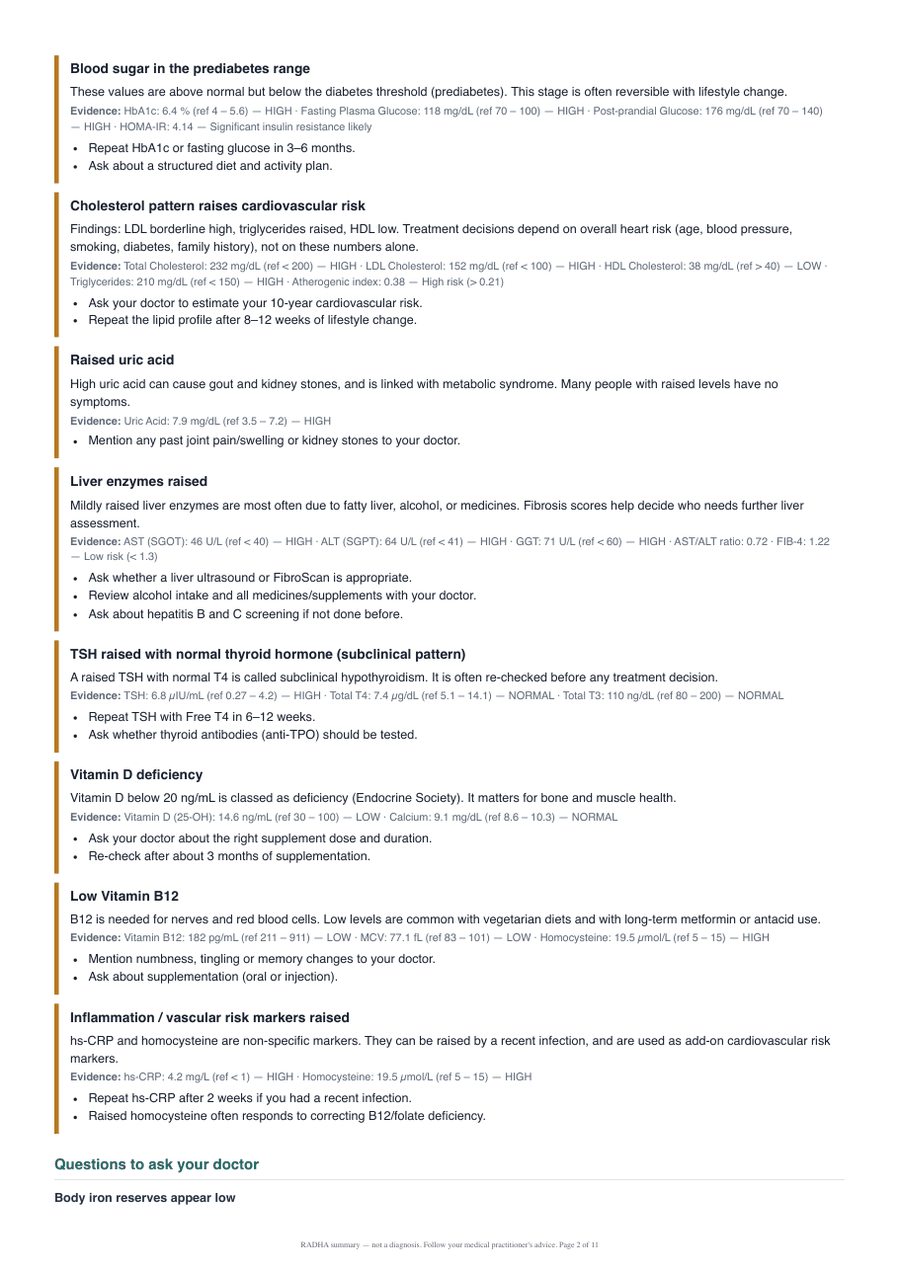 Blood sugar in the prediabetes range
These values are above normal but below the diabetes threshold (prediabetes). This stage is often reversible with lifestyle change.
Evidence: HbA1c: 6.4 % (ref 4 – 5.6) — HIGH · Fasting Plasma Glucose: 118 mg/dL (ref 70 – 100) — HIGH · Post-prandial Glucose: 176 mg/dL (ref 70 – 140)
— HIGH · HOMA-IR: 4.14 — Significant insulin resistance likely
• Repeat HbA1c or fasting glucose in 3–6 months.
• Ask about a structured diet and activity plan.
Cholesterol pattern raises cardiovascular risk
Findings: LDL borderline high, triglycerides raised, HDL low. Treatment decisions depend on overall heart risk (age, blood pressure,
smoking, diabetes, family history), not on these numbers alone.
Evidence: Total Cholesterol: 232 mg/dL (ref < 200) — HIGH · LDL Cholesterol: 152 mg/dL (ref < 100) — HIGH · HDL Cholesterol: 38 mg/dL (ref > 40) — LOW ·
Triglycerides: 210 mg/dL (ref < 150) — HIGH · Atherogenic index: 0.38 — High risk (> 0.21)
• Ask your doctor to estimate your 10-year cardiovascular risk.
• Repeat the lipid profile after 8–12 weeks of lifestyle change.
Raised uric acid
High uric acid can cause gout and kidney stones, and is linked with metabolic syndrome. Many people with raised levels have no
symptoms.
Evidence: Uric Acid: 7.9 mg/dL (ref 3.5 – 7.2) — HIGH
• Mention any past joint pain/swelling or kidney stones to your doctor.
Liver enzymes raised
Mildly raised liver enzymes are most often due to fatty liver, alcohol, or medicines. Fibrosis scores help decide who needs further liver
assessment.
Evidence: AST (SGOT): 46 U/L (ref < 40) — HIGH · ALT (SGPT): 64 U/L (ref < 41) — HIGH · GGT: 71 U/L (ref < 60) — HIGH · AST/ALT ratio: 0.72 · FIB-4: 1.22
— Low risk (< 1.3)
• Ask whether a liver ultrasound or FibroScan is appropriate.
• Review alcohol intake and all medicines/supplements with your doctor.
• Ask about hepatitis B and C screening if not done before.
TSH raised with normal thyroid hormone (subclinical pattern)
A raised TSH with normal T4 is called subclinical hypothyroidism. It is often re-checked before any treatment decision.
Evidence: TSH: 6.8 µIU/mL (ref 0.27 – 4.2) — HIGH · Total T4: 7.4 µg/dL (ref 5.1 – 14.1) — NORMAL · Total T3: 110 ng/dL (ref 80 – 200) — NORMAL
• Repeat TSH with Free T4 in 6–12 weeks.
• Ask whether thyroid antibodies (anti-TPO) should be tested.
Vitamin D deficiency
Vitamin D below 20 ng/mL is classed as deficiency (Endocrine Society). It matters for bone and muscle health.
Evidence: Vitamin D (25-OH): 14.6 ng/mL (ref 30 – 100) — LOW · Calcium: 9.1 mg/dL (ref 8.6 – 10.3) — NORMAL
• Ask your doctor about the right supplement dose and duration.
• Re-check after about 3 months of supplementation.
Low Vitamin B12
B12 is needed for nerves and red blood cells. Low levels are common with vegetarian diets and with long-term metformin or antacid use.
Evidence: Vitamin B12: 182 pg/mL (ref 211 – 911) — LOW · MCV: 77.1 fL (ref 83 – 101) — LOW · Homocysteine: 19.5 µmol/L (ref 5 – 15) — HIGH
• Mention numbness, tingling or memory changes to your doctor.
• Ask about supplementation (oral or injection).
Inflammation / vascular risk markers raised
hs-CRP and homocysteine are non-specific markers. They can be raised by a recent infection, and are used as add-on cardiovascular risk
markers.
Evidence: hs-CRP: 4.2 mg/L (ref < 1) — HIGH · Homocysteine: 19.5 µmol/L (ref 5 – 15) — HIGH
• Repeat hs-CRP after 2 weeks if you had a recent infection.
• Raised homocysteine often responds to correcting B12/folate deficiency.
Questions to ask your doctor
Body iron reserves appear low
RADHA summary — not a diagnosis. Follow your medical practitioner's advice. Page 2 of 11